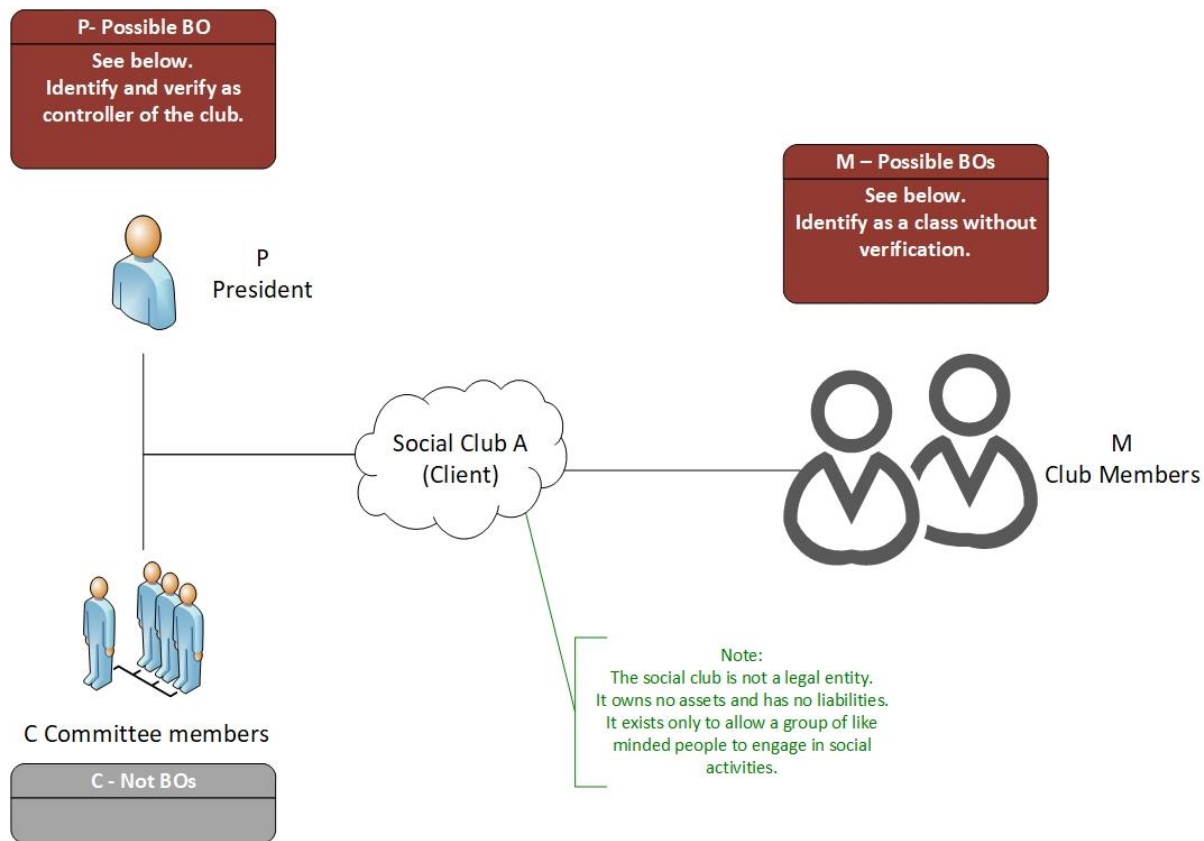 P- Possible BO
See below.
Identify and verify as
controller of the club.
M – Possible BOs
See below.
Identify as a class without
verification.
P
President
Social Club A
(Client)
M
Club Members
C Committee members
C - Not BOs
Note:
The social club is not a legal entity.
It owns no assets and has no liabilities.
It exists only to allow a group of like
minded people to engage in social
activities.